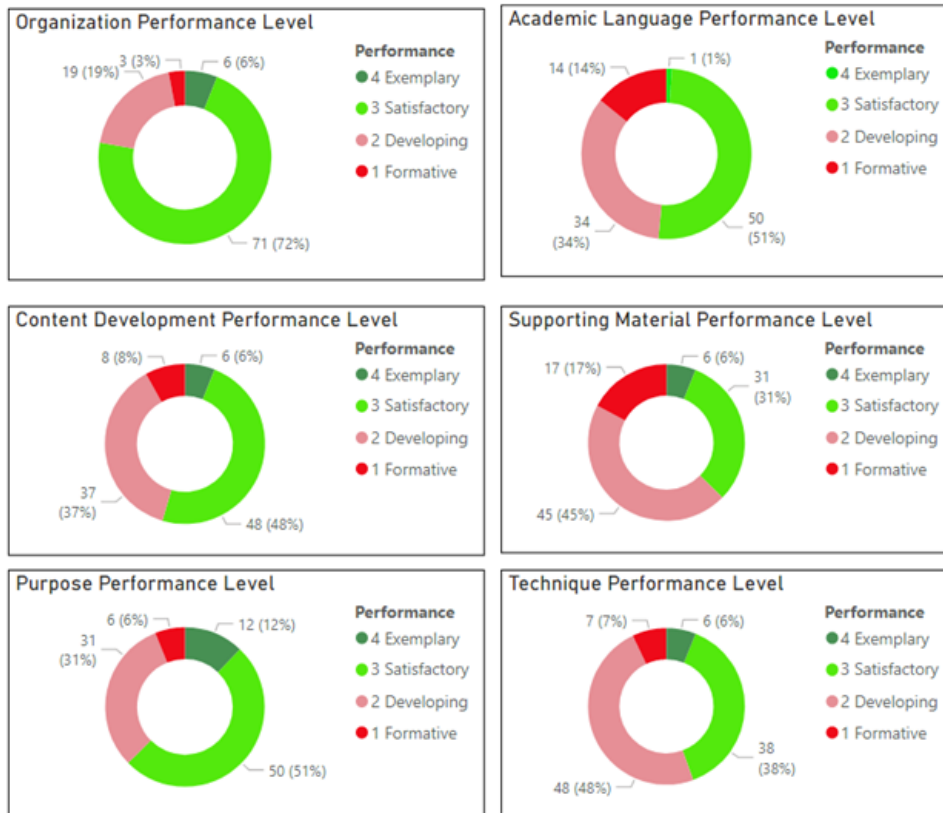 Organization Performance Level
3 (3%)
6 (6%)
19 (19%)
71 (72%)
Performance
4 Exemplary
3 Satisfactory
2 Developing
1 Formative
Academic Language Performance Level
1 (1%)
14 (14%)
34
(34%)
50
(51%)
Performance
4 Exemplary
3 Satisfactory
2 Developing
1 Formative
Content Development Performance Level
8 (8%)
6 (6%)
37
(37%)
48 (48%)
Performance
4 Exemplary
3 Satisfactory
2 Developing
1 Formative
Supporting Material Performance Level
17 (17%)
6 (6%)
31
(31%)
45 (45%)
Performance
4 Exemplary
3 Satisfactory
2 Developing
1 Formative
Purpose Performance Level
6 (6%)
12 (12%)
31
(31%)
50 (51%)
Performance
4 Exemplary
3 Satisfactory
2 Developing
1 Formative
Technique Performance Level
7 (7%)
6 (6%)
38
(38%)
48 (48%)
Performance
4 Exemplary
3 Satisfactory
2 Developing
1 Formative